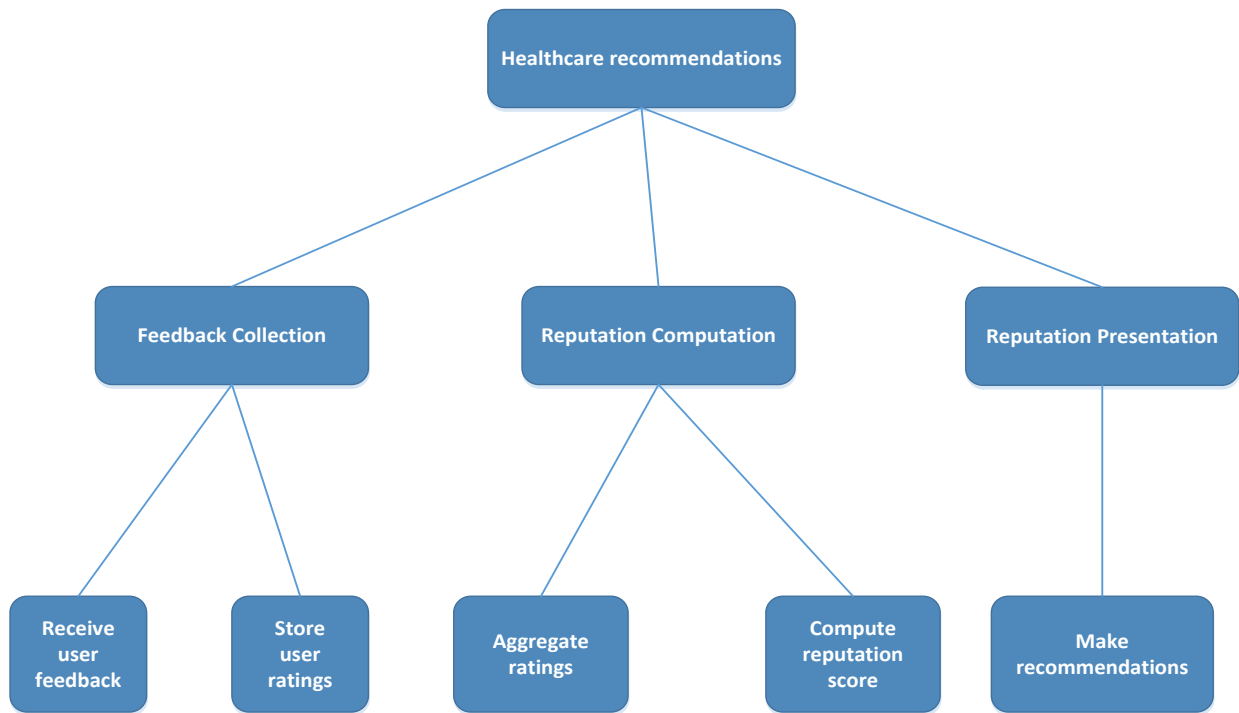 Healthcare recommendations
Feedback Collection
Reputation Computation
Reputation Presentation
Receive
user
feedback
Store
user
ratings
Aggregate
ratings
Compute
reputation
score
Make
recommendations